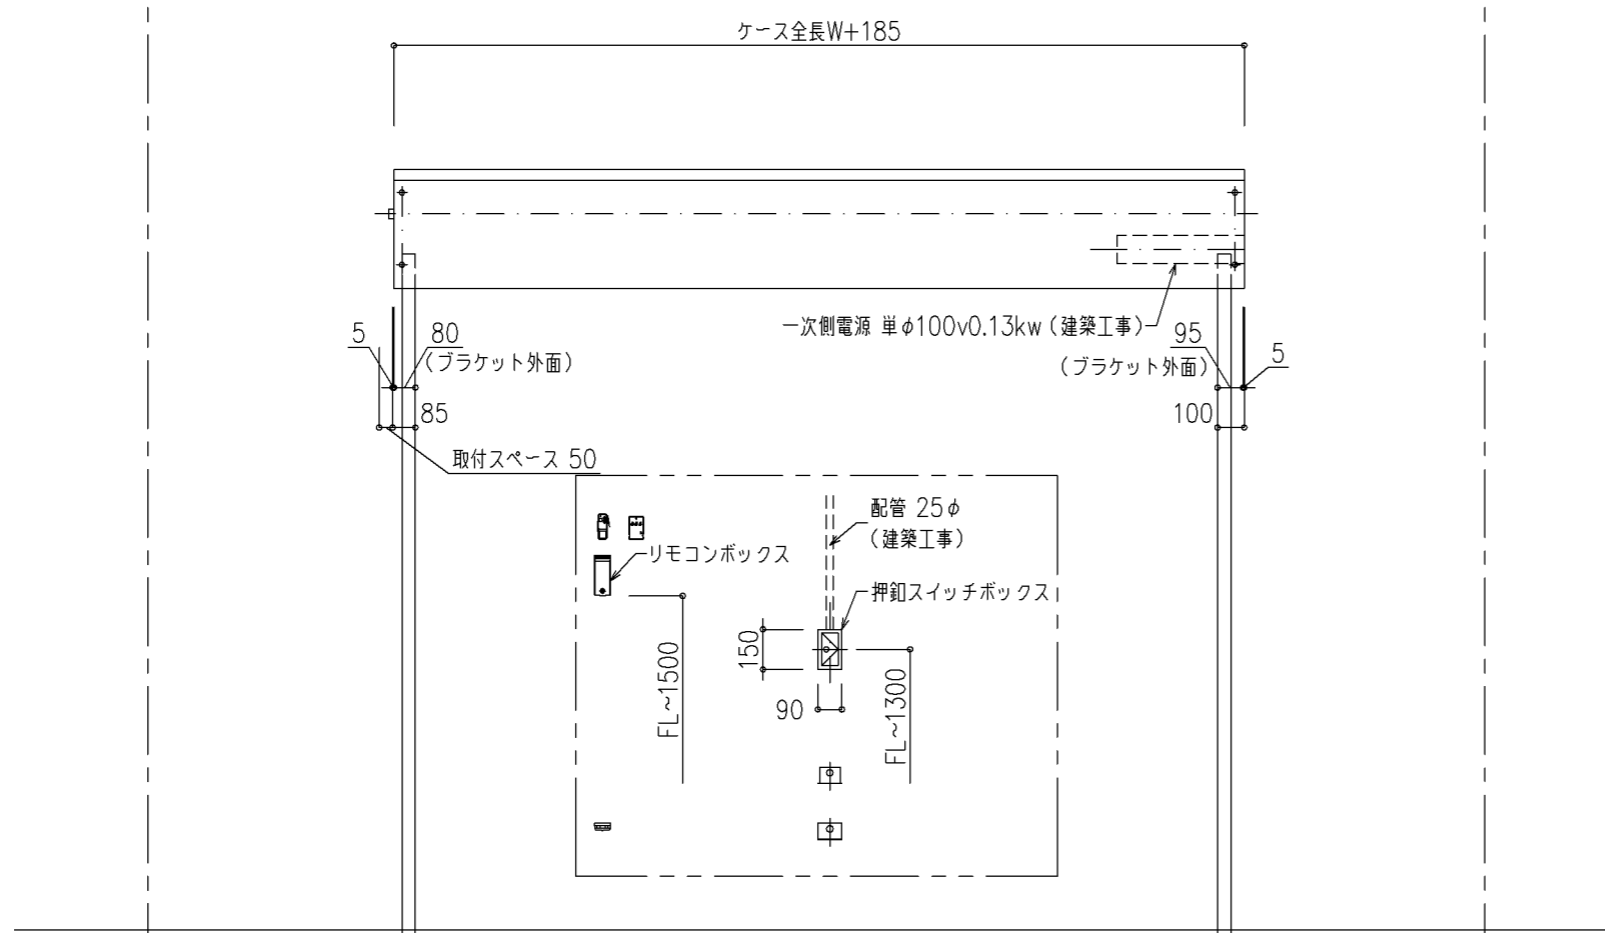 ケース全長W+185
一次側電源 単φ100v0.13kw（建築工事）
5
80
（ブラケット外面）
95
（ブラケット外面）
5
85
100
取付スペース 50
配管 25φ
（建築工事）
リモコンボックス
押釦スイッチボックス
150
FL~1500
90
FL~1300